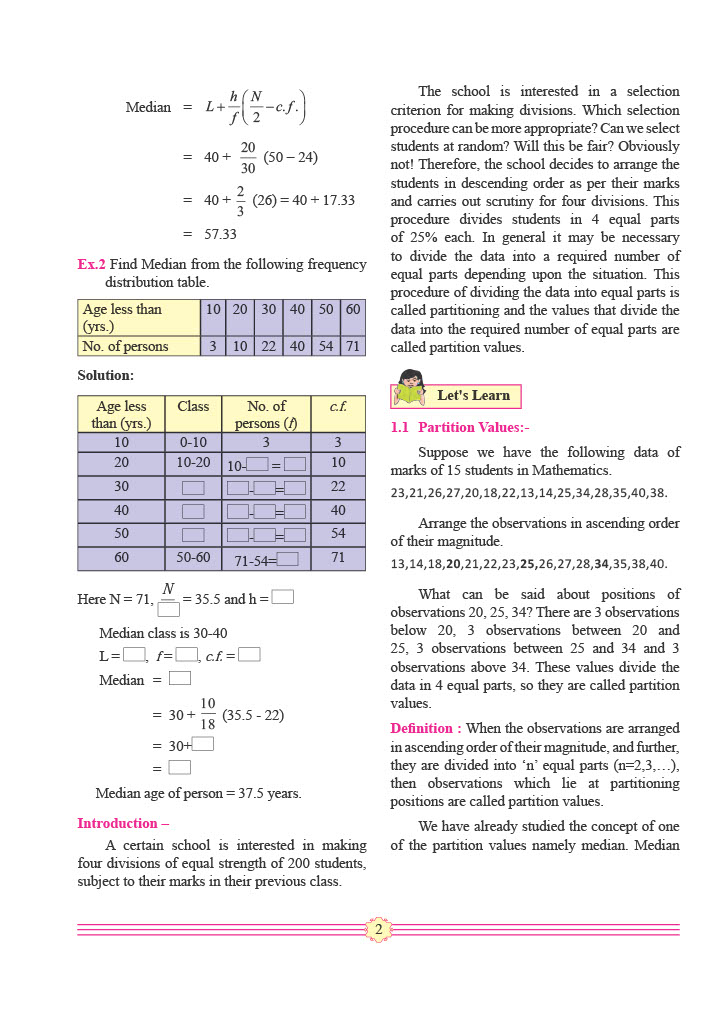 Median = L + h/f (N/2 – c.f.)
= 40 + 20/30 (50 – 24)
= 40 + 2/3 (26) = 40 + 17.33
= 57.33
Ex.2 Find Median from the following frequency
distribution table.
Age less than (yrs.) 10 20 30 40 50 60
No. of persons 3 10 22 40 54 71
Solution:
Age less than (yrs.) Class No. of persons (f) c.f.
10 0-10 3 3
20 10-20 10-□ = □ 10
30 □ □-□=□ 22
40 □ □-□=□ 40
50 □ □-□=□ 54
60 50-60 71-54=□ 71
Here N = 71, N/□ = 35.5 and h = □
Median class is 30-40
L = □, f = □, c.f. = □
Median = □
= 30 + 10/18 (35.5 - 22)
= 30+□
= □
Median age of person = 37.5 years.
Introduction –
A certain school is interested in making
four divisions of equal strength of 200 students,
subject to their marks in their previous class.
The school is interested in a selection
criterion for making divisions. Which selection
procedure can be more appropriate? Can we select
students at random? Will this be fair? Obviously
not! Therefore, the school decides to arrange the
students in descending order as per their marks
and carries out scrutiny for four divisions. This
procedure divides students in 4 equal parts
of 25% each. In general it may be necessary
to divide the data into a required number of
equal parts depending upon the situation. This
procedure of dividing the data into equal parts is
called partitioning and the values that divide the
data into the required number of equal parts are
called partition values.
Let's Learn
1.1 Partition Values:-
Suppose we have the following data of
marks of 15 students in Mathematics.
23,21,26,27,20,18,22,13,14,25,34,28,35,40,38.
Arrange the observations in ascending order
of their magnitude.
13,14,18,20,21,22,23,25,26,27,28,34,35,38,40.
What can be said about positions of
observations 20, 25, 34? There are 3 observations
below 20, 3 observations between 20 and
25, 3 observations between 25 and 34 and 3
observations above 34. These values divide the
data in 4 equal parts, so they are called partition
values.
Definition : When the observations are arranged
in ascending order of their magnitude, and further,
they are divided into ‘n’ equal parts (n=2,3,…),
then observations which lie at partitioning
positions are called partition values.
We have already studied the concept of one
of the partition values namely median. Median
2